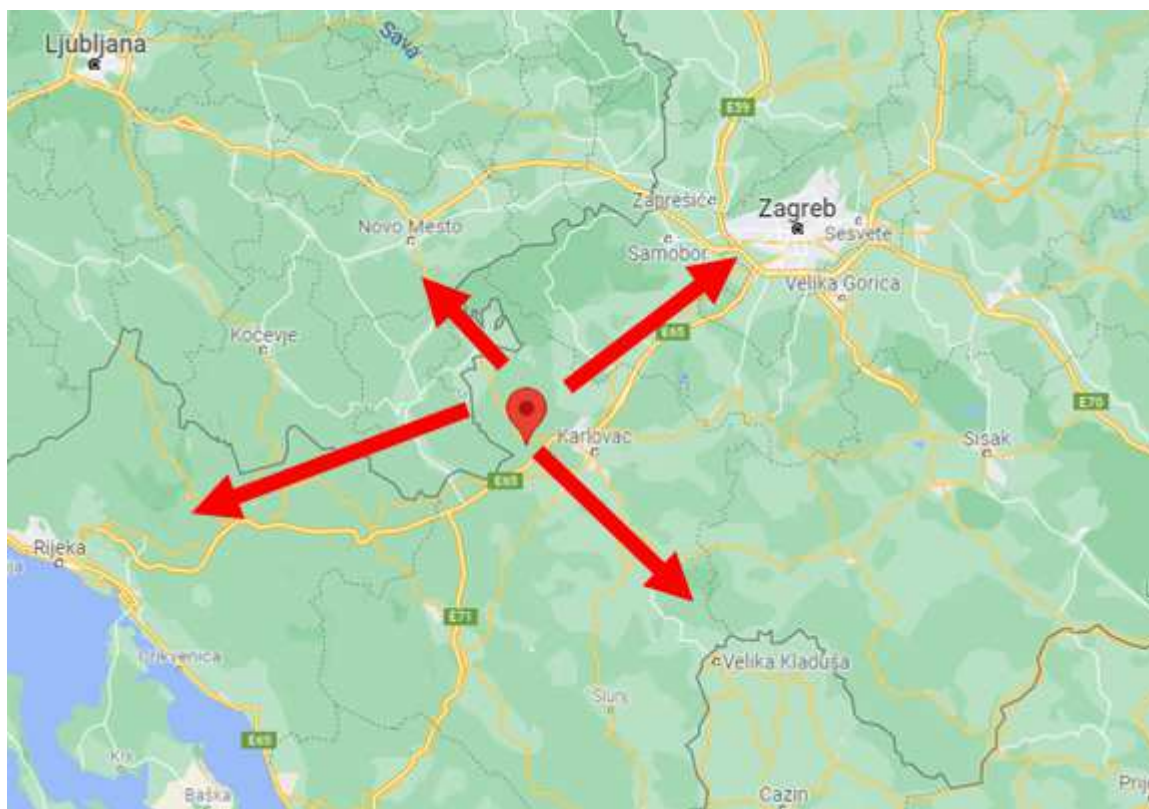 Ljubljana
Sava
E59
Zaprešić
Zagreb
Novo Mesto
Sesvete
Samobor
Velika Gorica
Kočevje
E65
E70
Karlovac
Sisak
E65
Rijeka
E71
Crikvenica
Velika Kladuša
Slunj
E65
Krk
Baška
Cazin
Prij